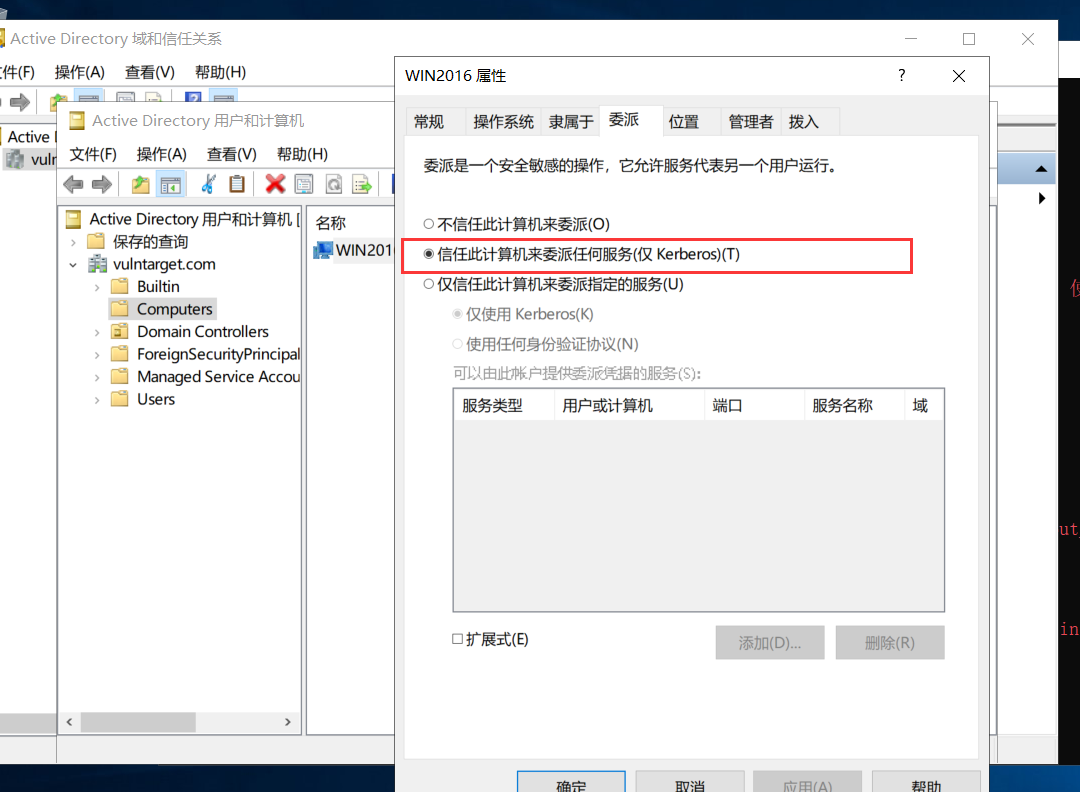 Active Directory 域和信任关系
件(F) 操作(A) 查看(V) 帮助(H)
Active
vuln
Active Directory 用户和计算机
文件(F) 操作(A) 查看(V) 帮助(H)
Active Directory 用户和计算机 [
保存的查询
vulntarget.com
Builtin
Computers
Domain Controllers
ForeignSecurityPrincipal
Managed Service Accou
Users
名称
WIN2016
WIN2016 属性
?
常规 操作系统 隶属于 委派 位置 管理者 拨入
委派是一个安全敏感的操作，它允许服务代表另一个用户运行。
不信任此计算机来委派(O)
信任此计算机来委派任何服务(仅 Kerberos)(T)
仅信任此计算机来委派指定的服务(U)
仅使用 Kerberos(K)
使用任何身份验证协议(N)
可以由此帐户提供委派凭据的服务(S):
服务类型 用户或计算机 端口 服务名称 域
扩展式(E)
添加(D)... 删除(R)
确定 取消 应用(A) 帮助
ut
in